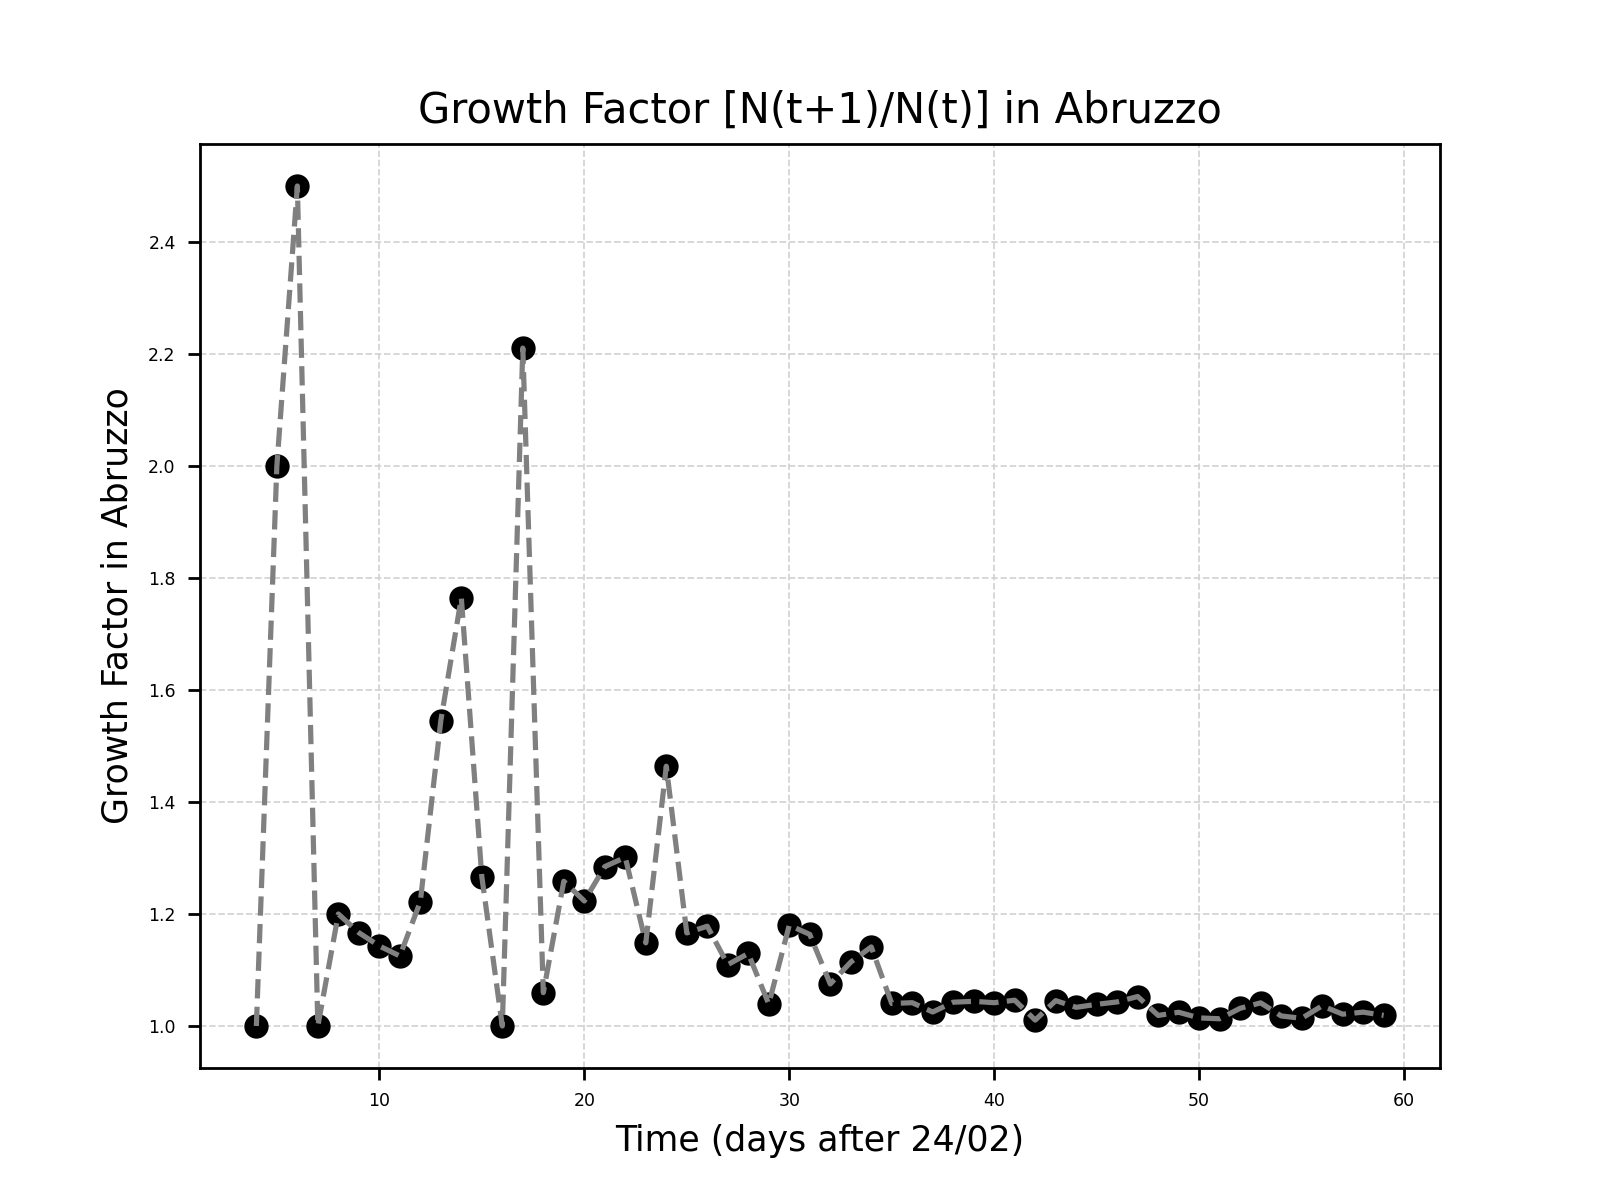 Growth Factor [N(t+1)/N(t)] in Abruzzo
Growth Factor in Abruzzo
2.4
2.2
2.0
1.8
1.6
1.4
1.2
1.0
10 20 30 40 50 60
Time (days after 24/02)